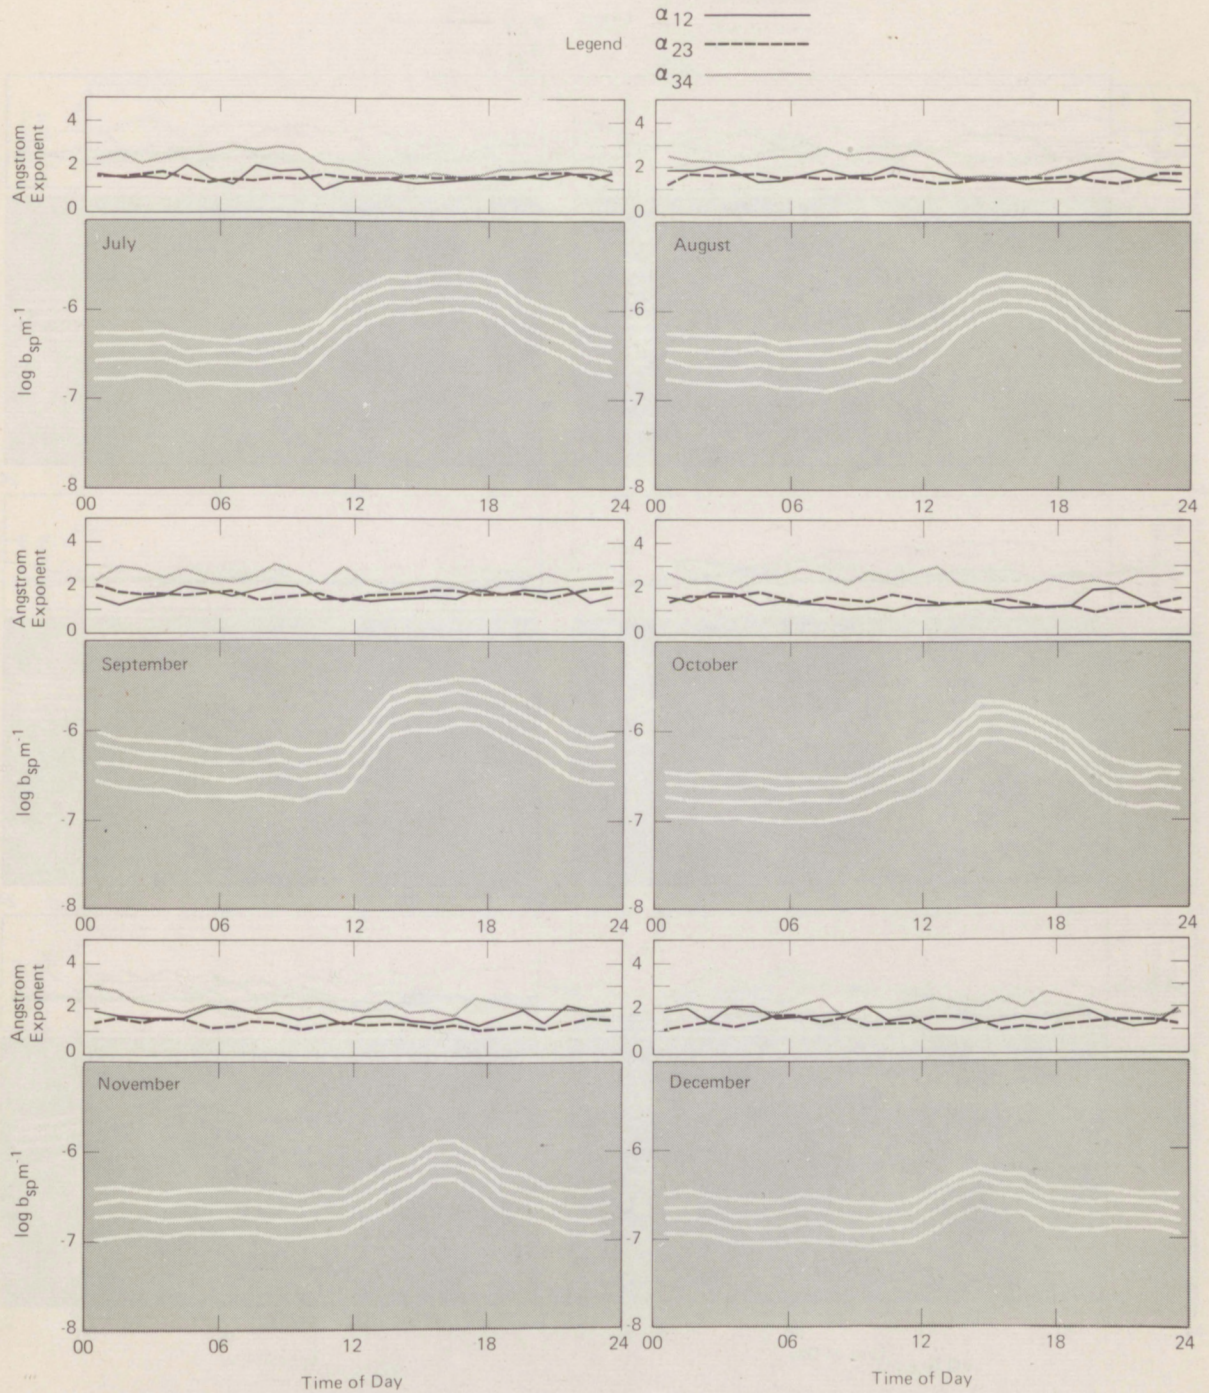 Legend
α12
α23
α34
Angstrom Exponent
4
2
0
4
2
0
July
August
log bspm-1
-6
-7
-8
-6
-7
-8
00 06 12 18 24
00 06 12 18 24
Angstrom Exponent
4
2
0
4
2
0
September
October
log bspm-1
-6
-7
-8
-6
-7
-8
00 06 12 18 24
00 06 12 18 24
Angstrom Exponent
4
2
0
4
2
0
November
December
log bspm-1
-6
-7
-8
-6
-7
-8
00 06 12 18 24
00 06 12 18 24
Time of Day
Time of Day